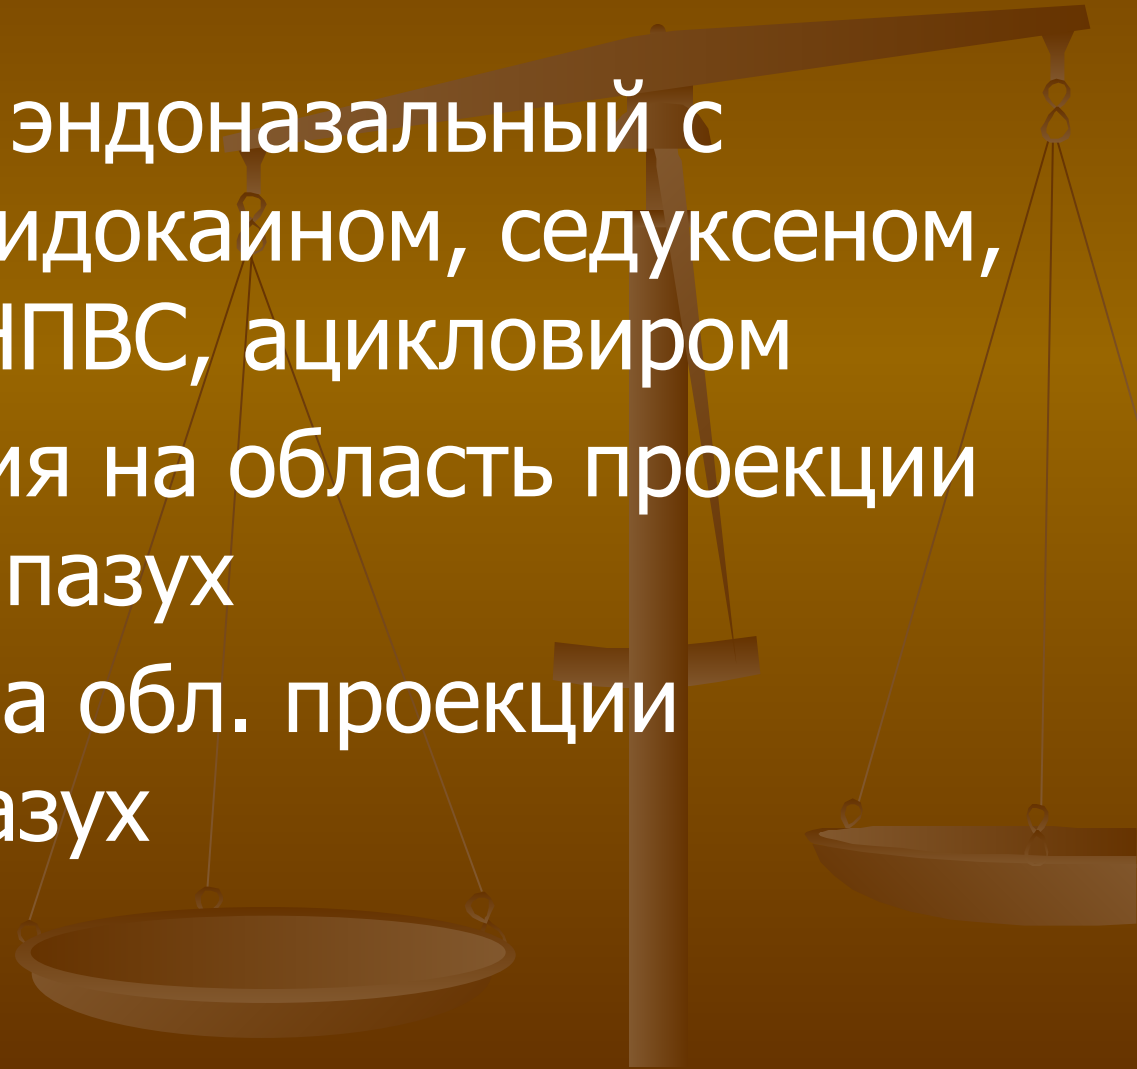 эндоназальный с
идокаином, седуксеном,
НПВС, ацикловиром
ия на область проекции
пазух
а обл. проекции
азух